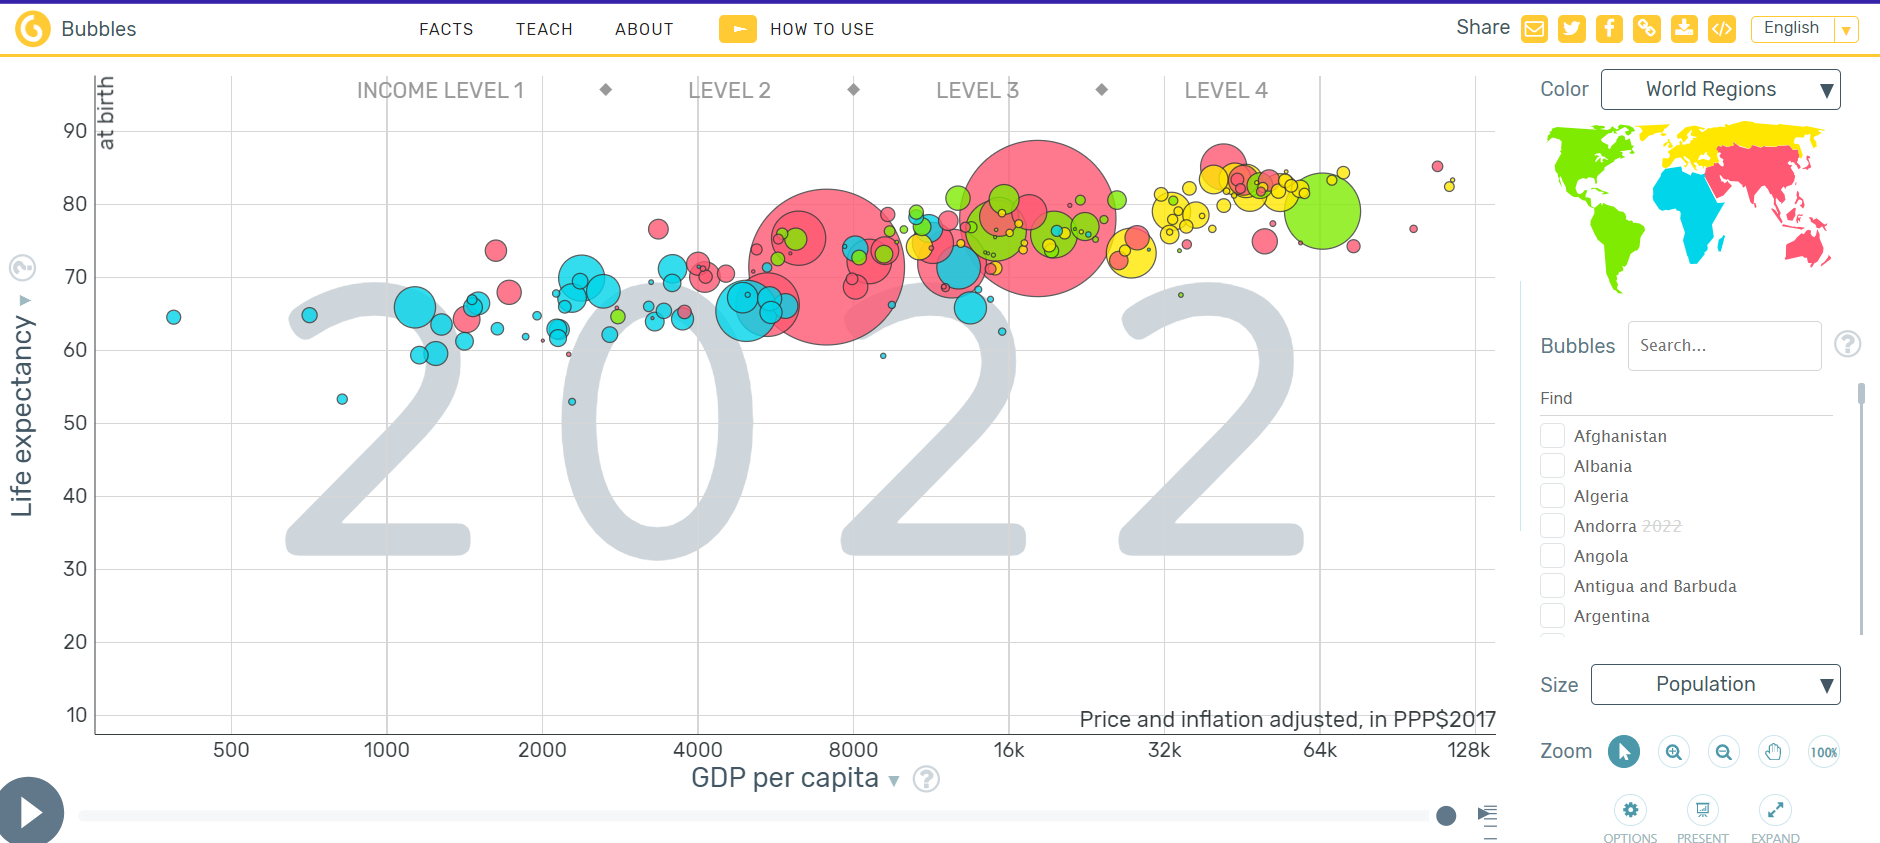 Bubbles
FACTS TEACH ABOUT HOW TO USE
Share
English
INCOME LEVEL 1 LEVEL 2 LEVEL 3 LEVEL 4
Life expectancy
at birth
90
80
70
60
50
40
30
20
10
2022
Price and inflation adjusted, in PPP$2017
500 1000 2000 4000 8000 16k 32k 64k 128k
GDP per capita ?
Color World Regions
Bubbles Search... ?
Find
Afghanistan
Albania
Algeria
Andorra 2022
Angola
Antigua and Barbuda
Argentina
Size Population
Zoom 100%
OPTIONS PRESENT EXPAND